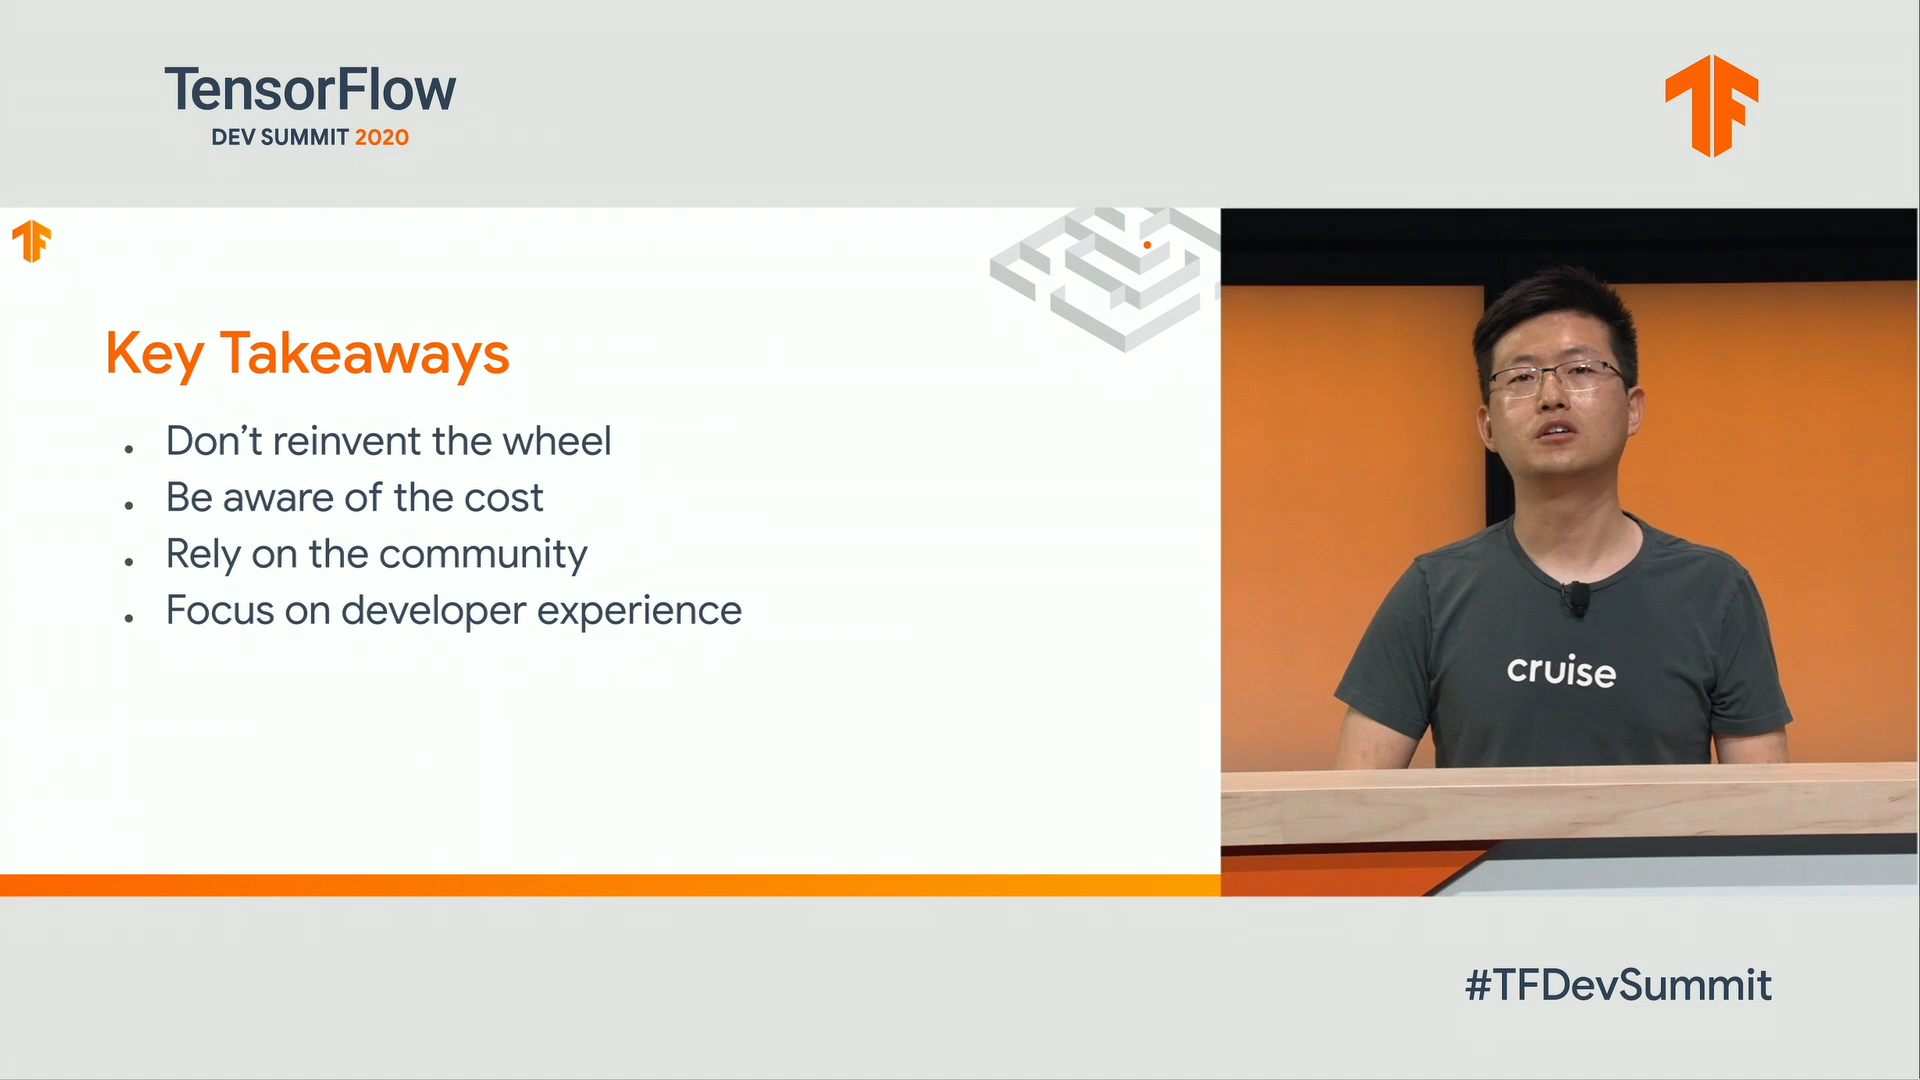 TensorFlow
DEV SUMMIT 2020
Key Takeaways
Don’t reinvent the wheel
Be aware of the cost
Rely on the community
Focus on developer experience
cruise
#TFDevSummit